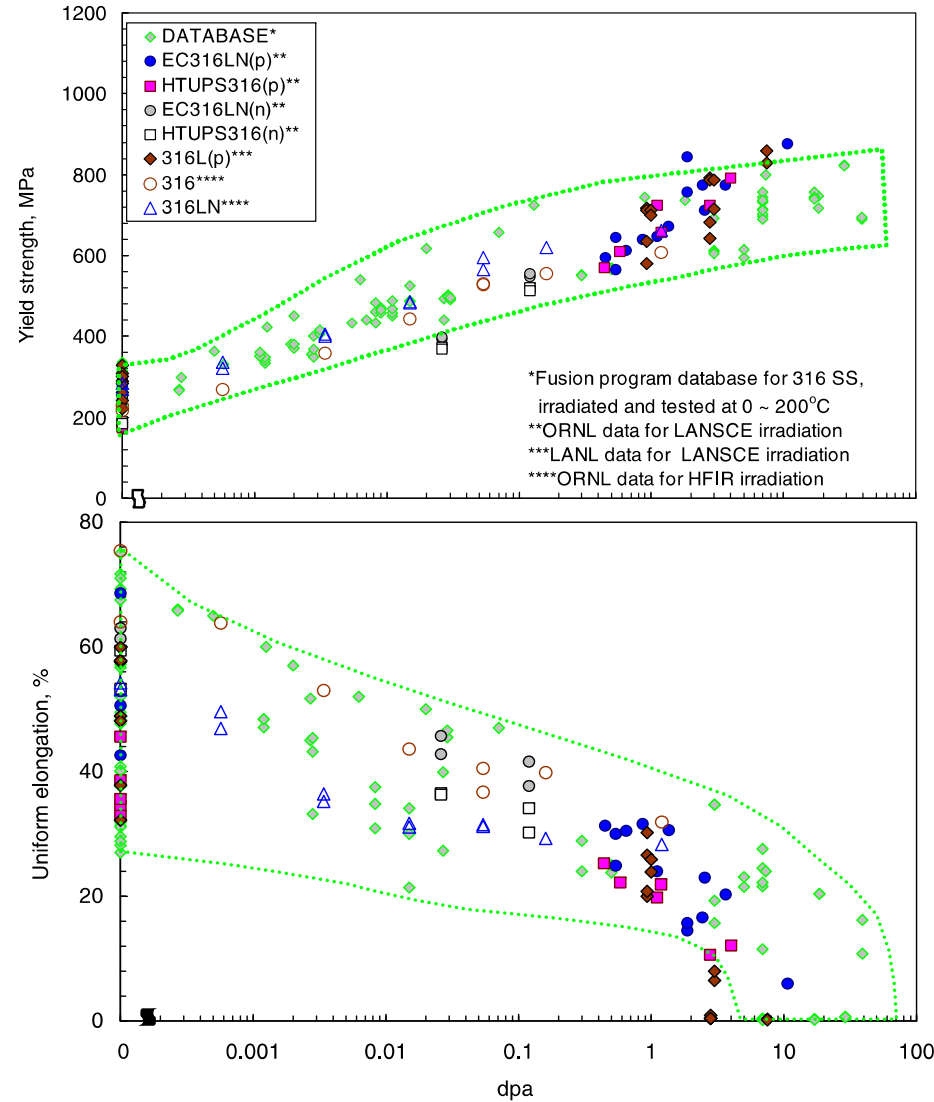 1200
1000
800
600
400
200
0
Yield strength, MPa
DATABASE*
EC316LN(p)**
HTUPS316(p)**
EC316LN(n)**
HTUPS316(n)**
316L(p)***
316****
316LN****
*Fusion program database for 316 SS,
irradiated and tested at 0 ~ 200°C
**ORNL data for LANSCE irradiation
***LANL data for LANSCE irradiation
****ORNL data for HFIR irradiation
80
60
40
20
0
Uniform elongation, %
0 0.001 0.01 0.1 1 10 100
dpa